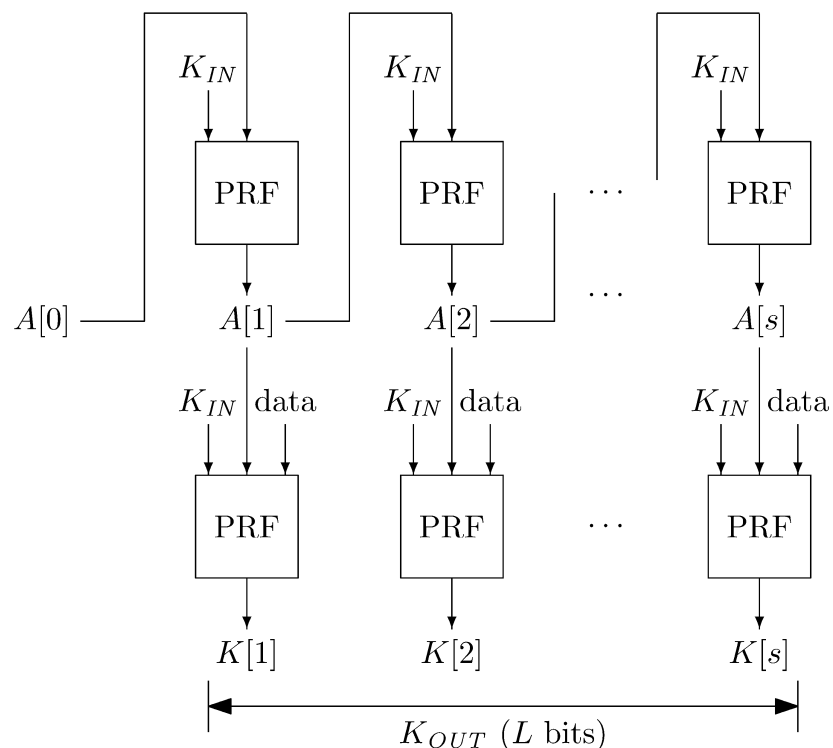 K_IN K_IN K_IN
PRF PRF ... PRF
...
A[0] A[1] A[2] A[s]
K_IN data K_IN data K_IN data
PRF PRF ... PRF
K[1] K[2] K[s]
K_OUT (L bits)